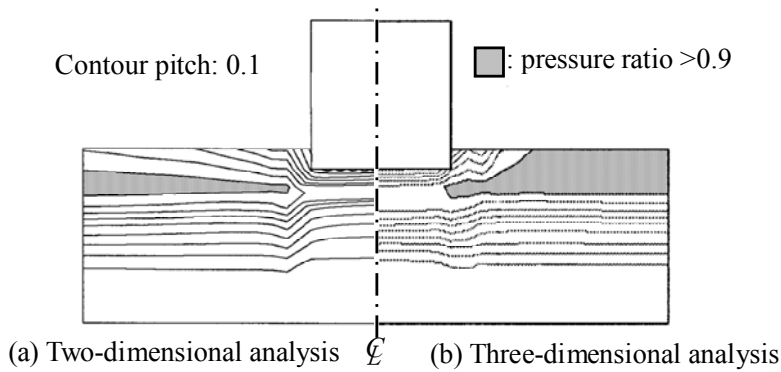 Contour pitch: 0.1
: pressure ratio >0.9
(a) Two-dimensional analysis ℄ (b) Three-dimensional analysis